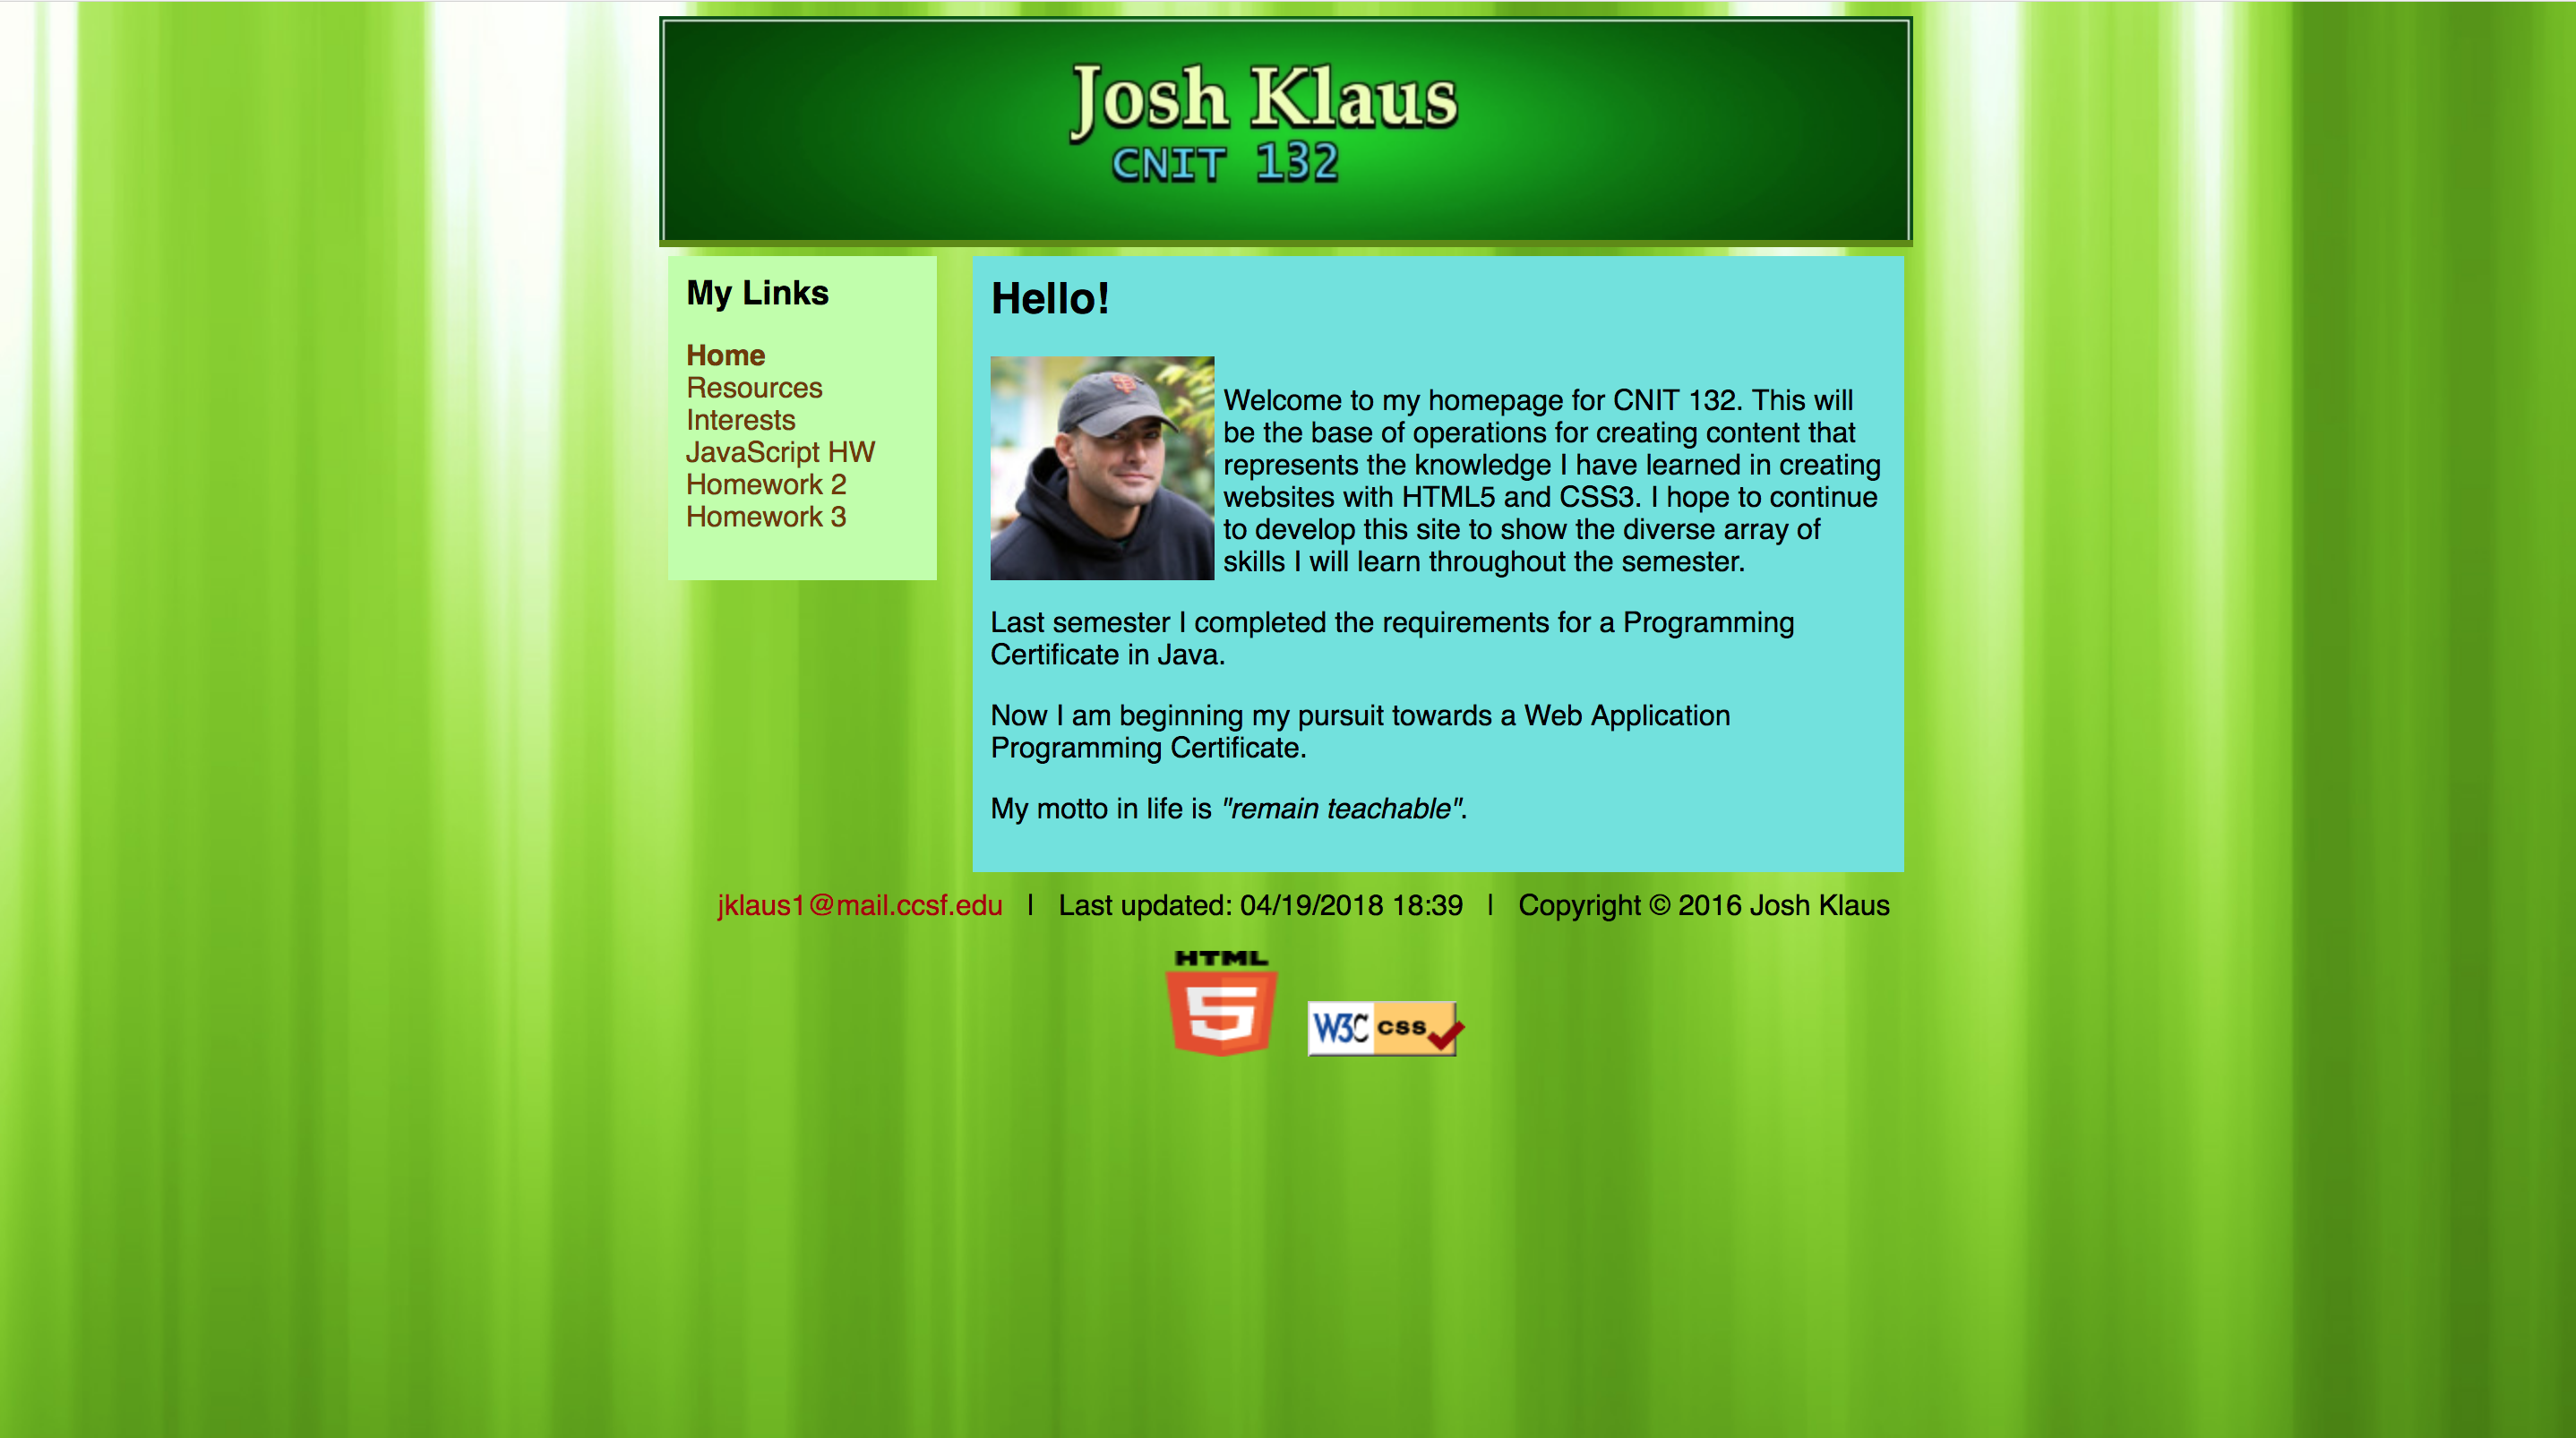 Josh Klaus
CNIT 132
My Links
Home
Resources
Interests
JavaScript HW
Homework 2
Homework 3
Hello!
Welcome to my homepage for CNIT 132. This will
be the base of operations for creating content that
represents the knowledge I have learned in creating
websites with HTML5 and CSS3. I hope to continue
to develop this site to show the diverse array of
skills I will learn throughout the semester.
Last semester I completed the requirements for a Programming
Certificate in Java.
Now I am beginning my pursuit towards a Web Application
Programming Certificate.
My motto in life is "remain teachable".
jklaus1@mail.ccsf.edu | Last updated: 04/19/2018 18:39 | Copyright © 2016 Josh Klaus
HTML
5
W3C css